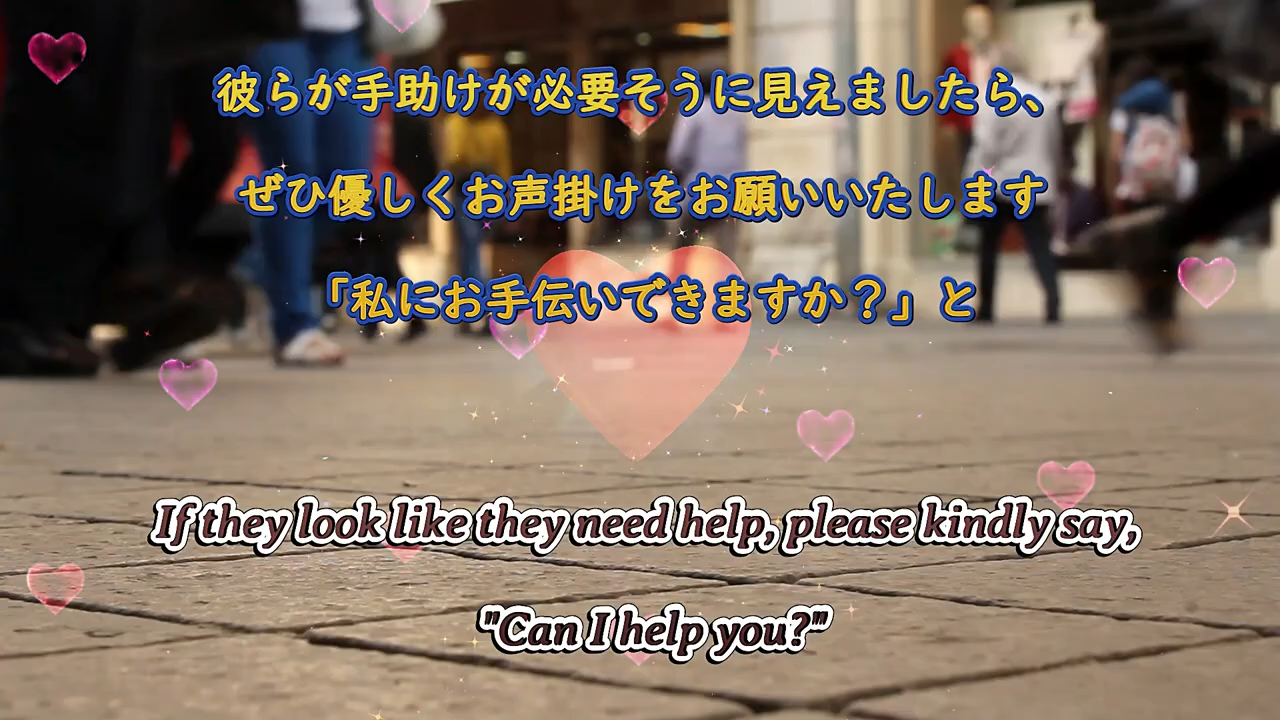 彼らが手助けが必要そうに見えましたら、
ぜひ優しくお声掛けをお願いいたします
「私にお手伝いできますか？」と
If they look like they need help, please kindly say,
"Can I help you?"